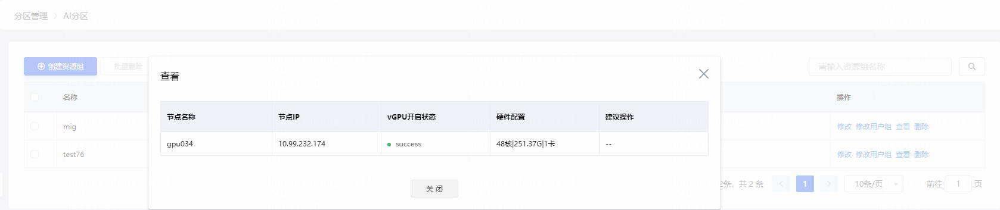 分区管理 > AI分区
创建资源组 批量删除 请输入资源组名称
查看
名称 操作
节点名称 节点IP vGPU开启状态 硬件配置 建议操作
mig 修改 修改用户组 查看 删除
gpu034 10.99.232.174 success 48核|251.37G|1卡 --
test76 修改 修改用户组 查看 删除
2条, 共 2 条 < 1 > 10条/页 前往 1 页
关 闭